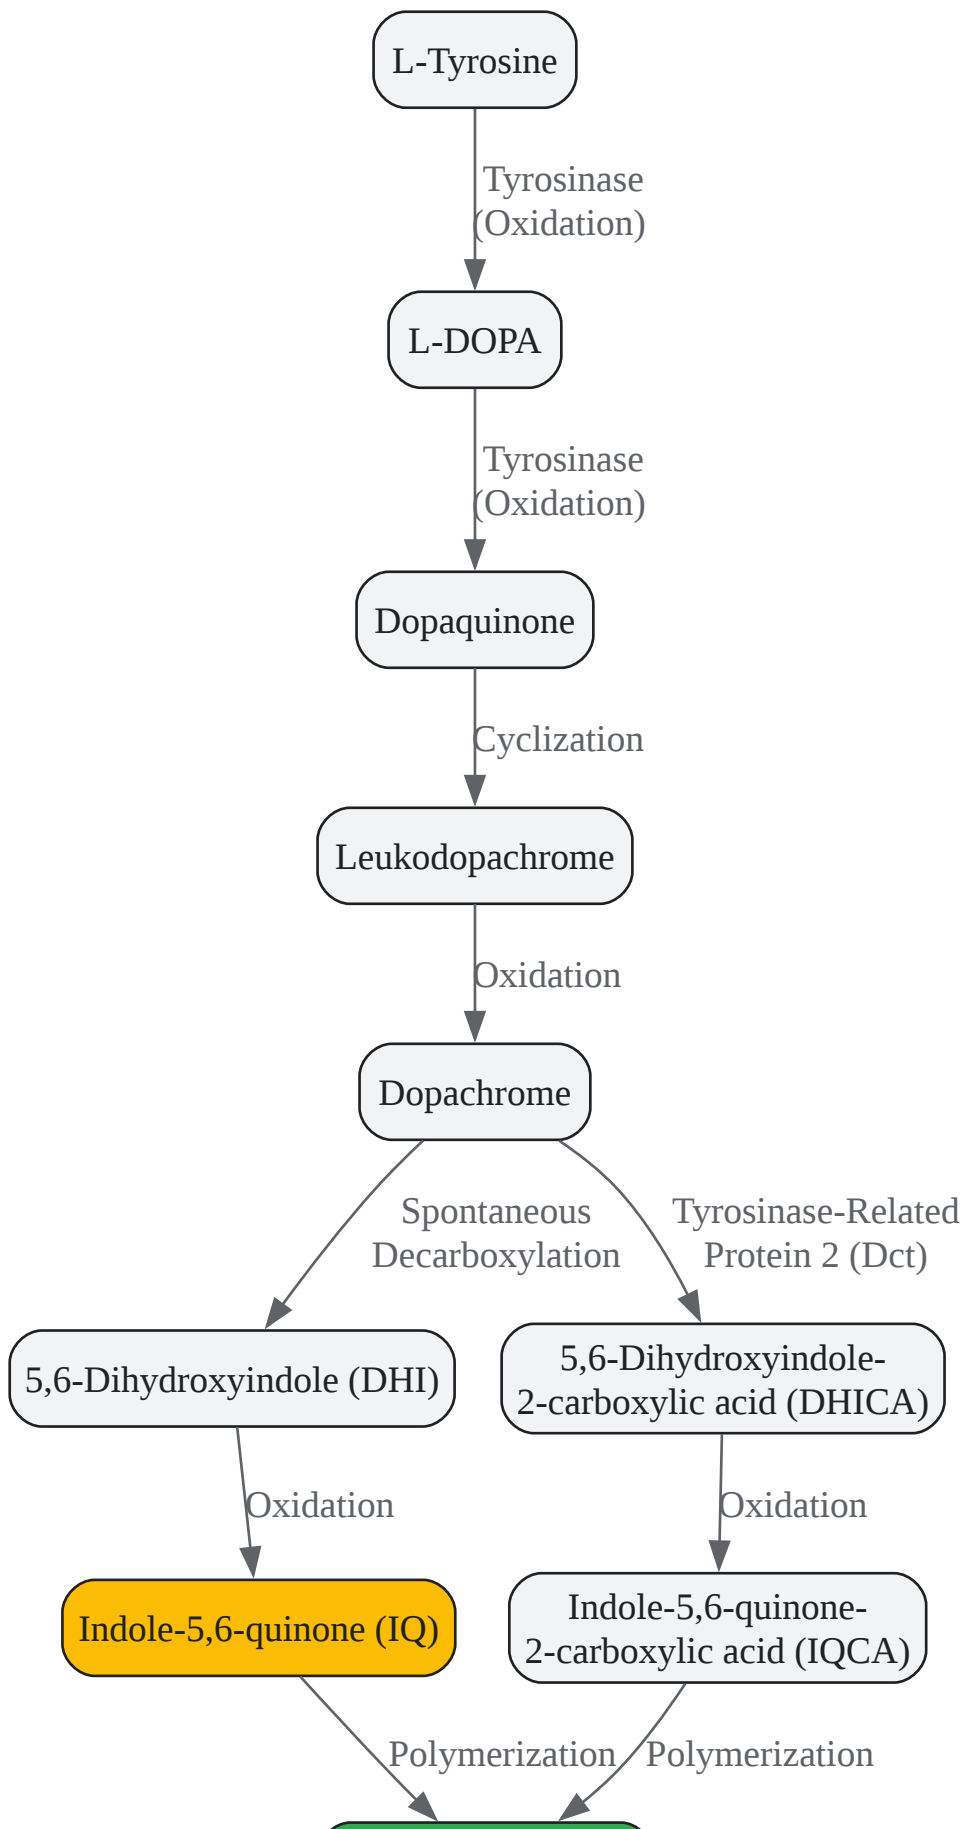 L-Tyrosine
Tyrosinase
(Oxidation)
L-DOPA
Tyrosinase
(Oxidation)
Dopaquinone
Cyclization
Leukodopachrome
Oxidation
Dopachrome
Spontaneous
Decarboxylation
Tyrosinase-Related
Protein 2 (Dct)
5,6-Dihydroxyindole (DHI)
5,6-Dihydroxyindole-
2-carboxylic acid (DHICA)
Oxidation
Oxidation
Indole-5,6-quinone (IQ)
Indole-5,6-quinone-
2-carboxylic acid (IQCA)
Polymerization
Polymerization